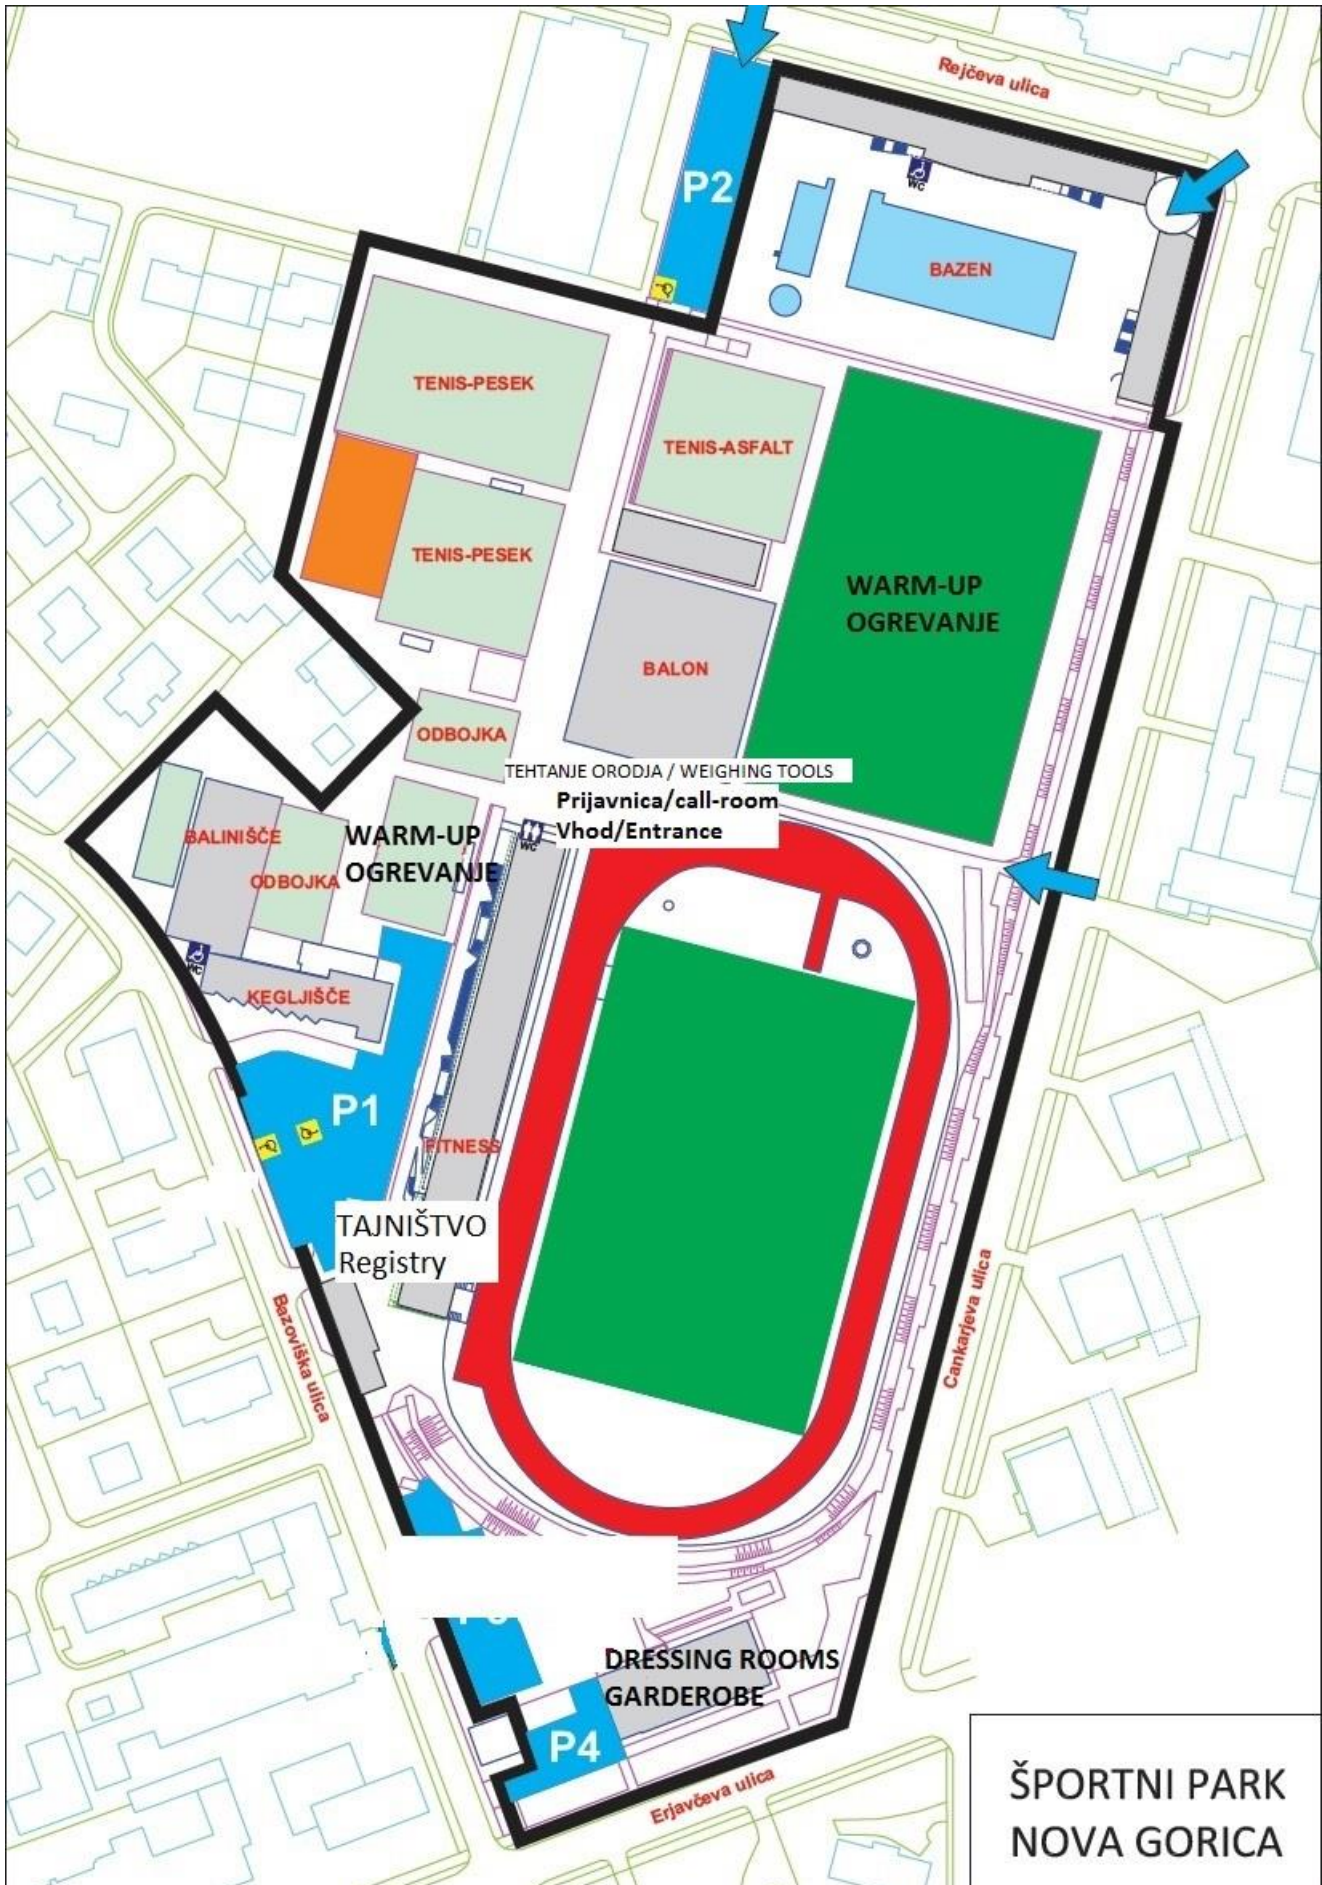 Rejčeva ulica
P2
WC
BAZEN
TENIS-PESEK
TENIS-ASFALT
TENIS-PESEK
WARM-UP
OGREVANJE
BALON
ODBOJKA
TEHTANJE ORODJA / WEIGHING TOOLS
Prijavnica/call-room
Vhod/Entrance
WC
BALINIŠČE
WARM-UP
OGREVANJE
ODBOJKA
WC
KEGLJIŠČE
P1
FITNESS
TAJNIŠTVO
Registry
Bazoviška ulica
Cankarjeva ulica
DRESSING ROOMS
GARDEROBE
P4
Erjavčeva ulica
ŠPORTNI PARK
NOVA GORICA